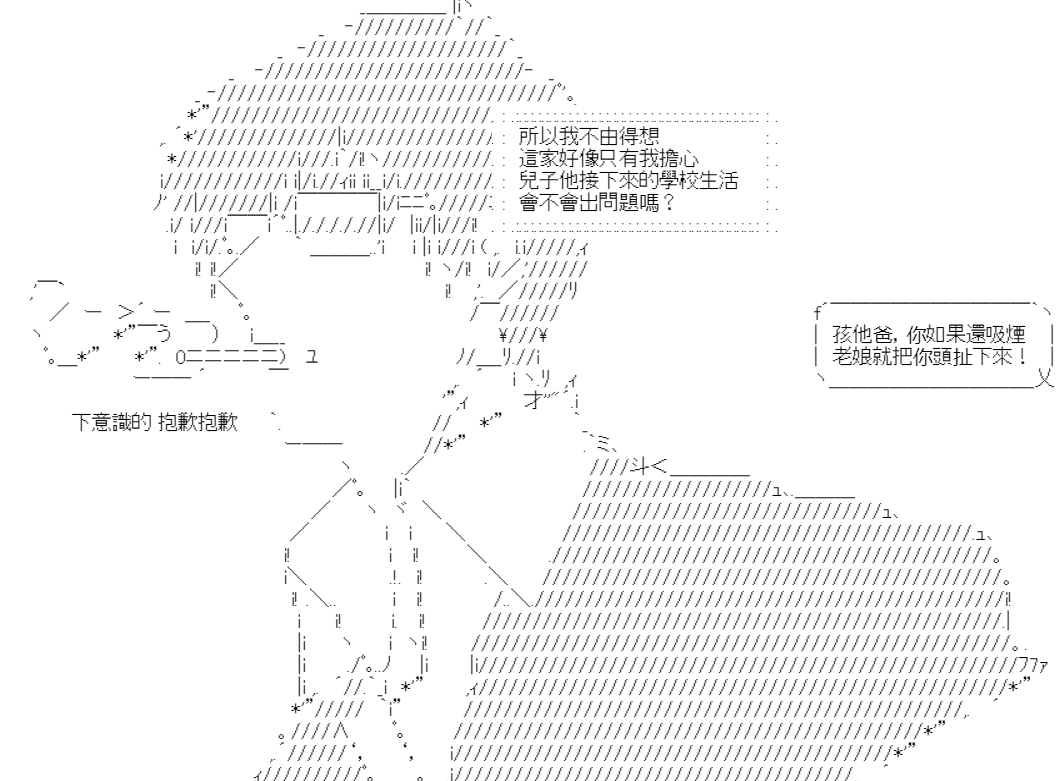 所以我不由得想
這家好像只有我擔心
兒子他接下來的學校生活
會不會出問題嗎？
孩他爸，你如果還吸煙
老娘就把你頭扯下來！
下意識的 抱歉抱歉